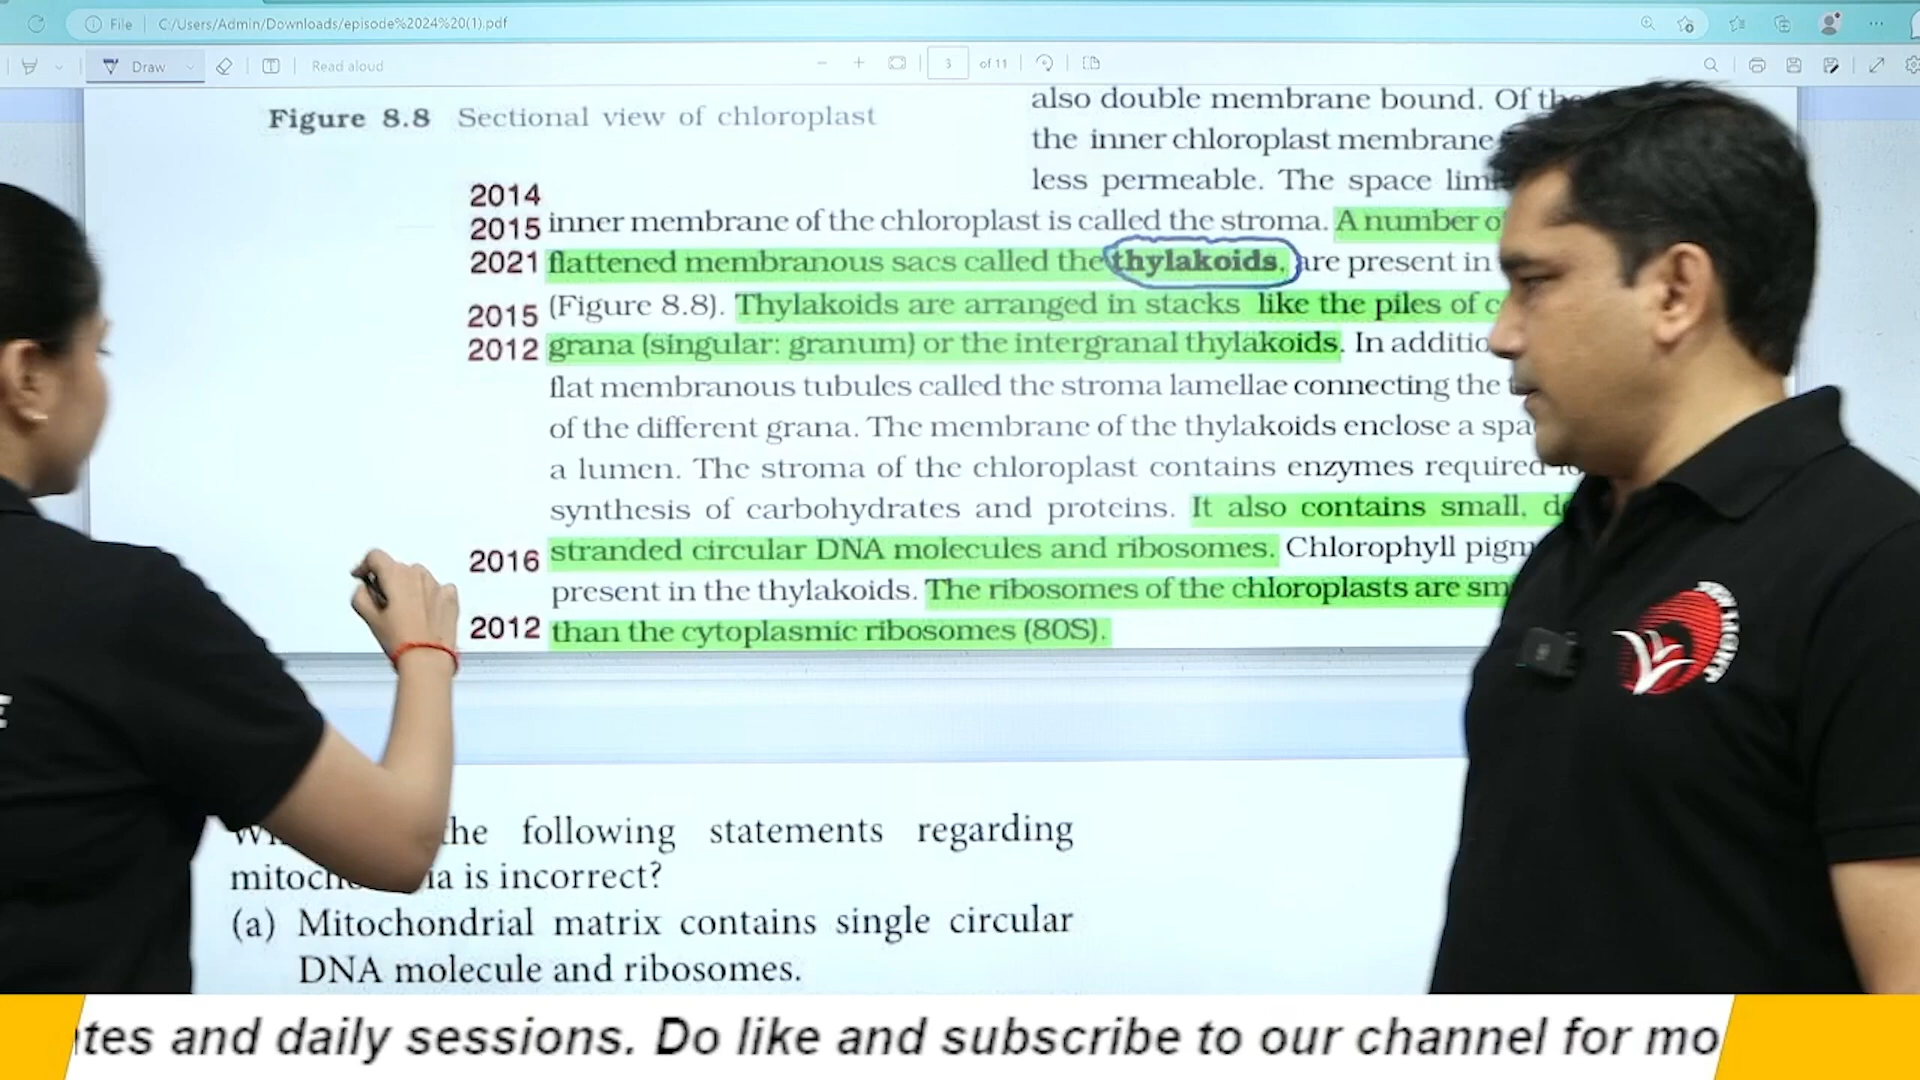 File C:/Users/Admin/Downloads/episode%2024%20(1).pdf
Draw Read aloud 3 of 11
Figure 8.8 Sectional view of chloroplast
also double membrane bound. Of
the inner chloroplast membrane
less permeable. The space
2014
2015 inner membrane of the chloroplast is called the stroma. A number
2021 flattened membranous sacs called the thylakoids, are present in
2015 (Figure 8.8). Thylakoids are arranged in stacks like the piles of
2012 grana (singular: granum) or the intergranal thylakoids. In
flat membranous tubules called the stroma lamellae connecting the
of the different grana. The membrane of the thylakoids enclose a
a lumen. The stroma of the chloroplast contains enzymes required
synthesis of carbohydrates and proteins. It also contains small,
2016 stranded circular DNA molecules and ribosomes. Chlorophyll
present in the thylakoids. The ribosomes of the chloroplasts are
2012 than the cytoplasmic ribosomes (80S).
following statements regarding
is incorrect?
(a) Mitochondrial matrix contains single circular
DNA molecule and ribosomes.
and daily sessions. Do like and subscribe to our channel for mo